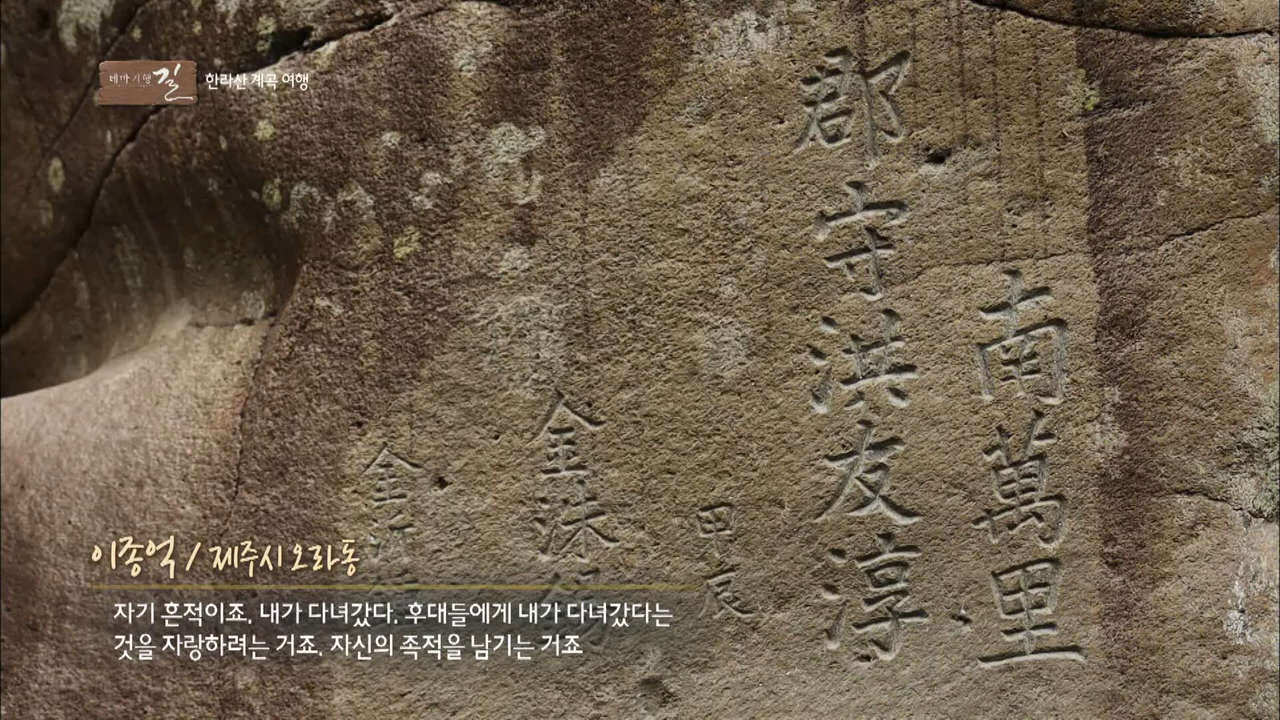 테마기행 길
한라산 계곡 여행
南萬里
郡守洪友淳
甲辰
金洙
金
이종억 / 제주시 오라동
자기 흔적이죠. 내가 다녀갔다. 후대들에게 내가 다녀갔다는
것을 자랑하려는 거죠. 자신의 족적을 남기는 거죠